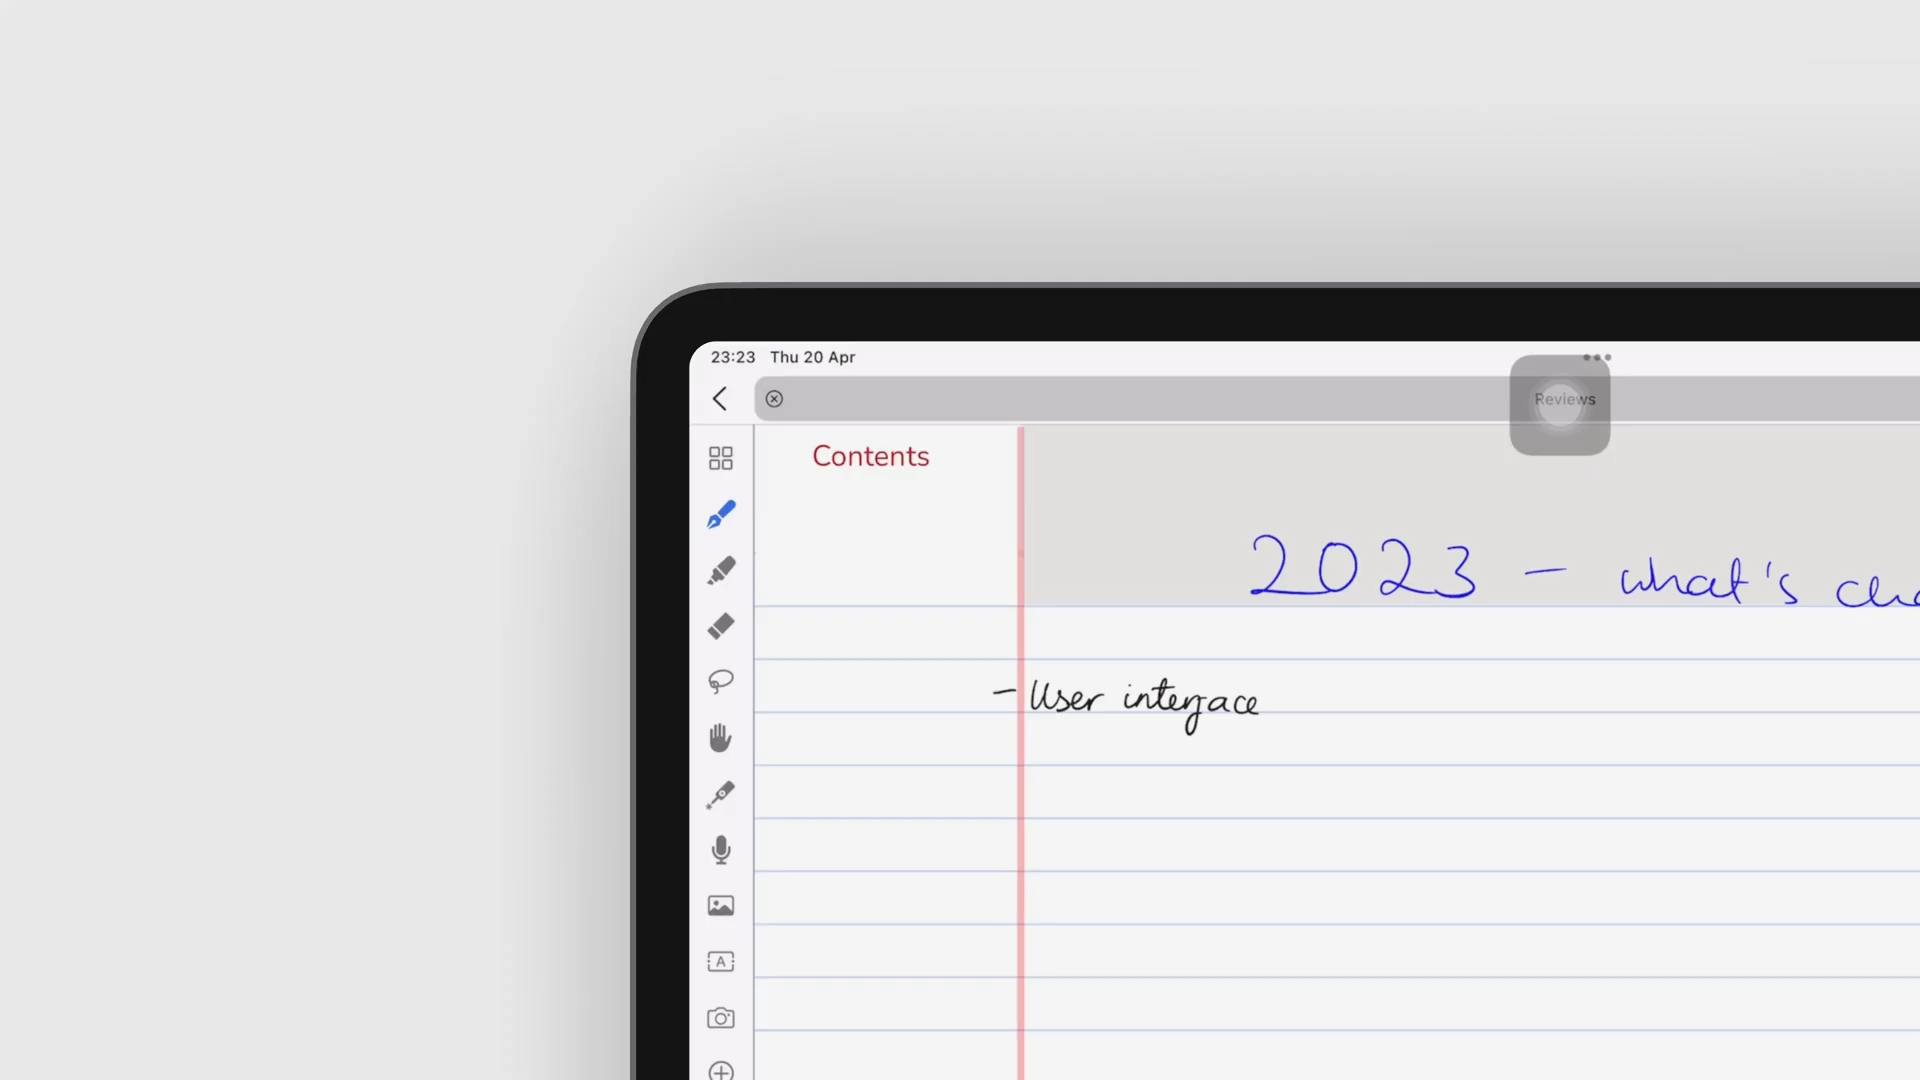 23:23 Thu 20 Apr
Reviews
Contents
2023 - what's
- User interface